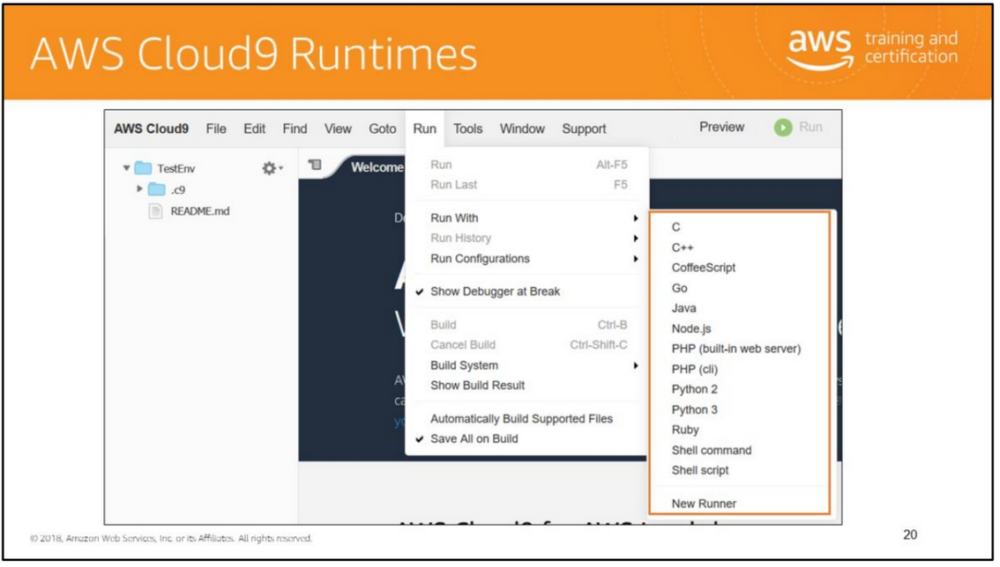 AWS Cloud9 Runtimes
aws training and certification
AWS Cloud9 File Edit Find View Goto Run Tools Window Support Preview Run
TestEnv
.c9
README.md
Welcome
Run Alt-F5
Run Last F5
Run With
Run History
Run Configurations
Show Debugger at Break
Build Ctrl-B
Cancel Build Ctrl-Shift-C
Build System
Show Build Result
Automatically Build Supported Files
Save All on Build
C
C++
CoffeeScript
Go
Java
Node.js
PHP (built-in web server)
PHP (cli)
Python 2
Python 3
Ruby
Shell command
Shell script
New Runner
© 2018, Amazon Web Services, Inc. or its Affiliates. All rights reserved.
20